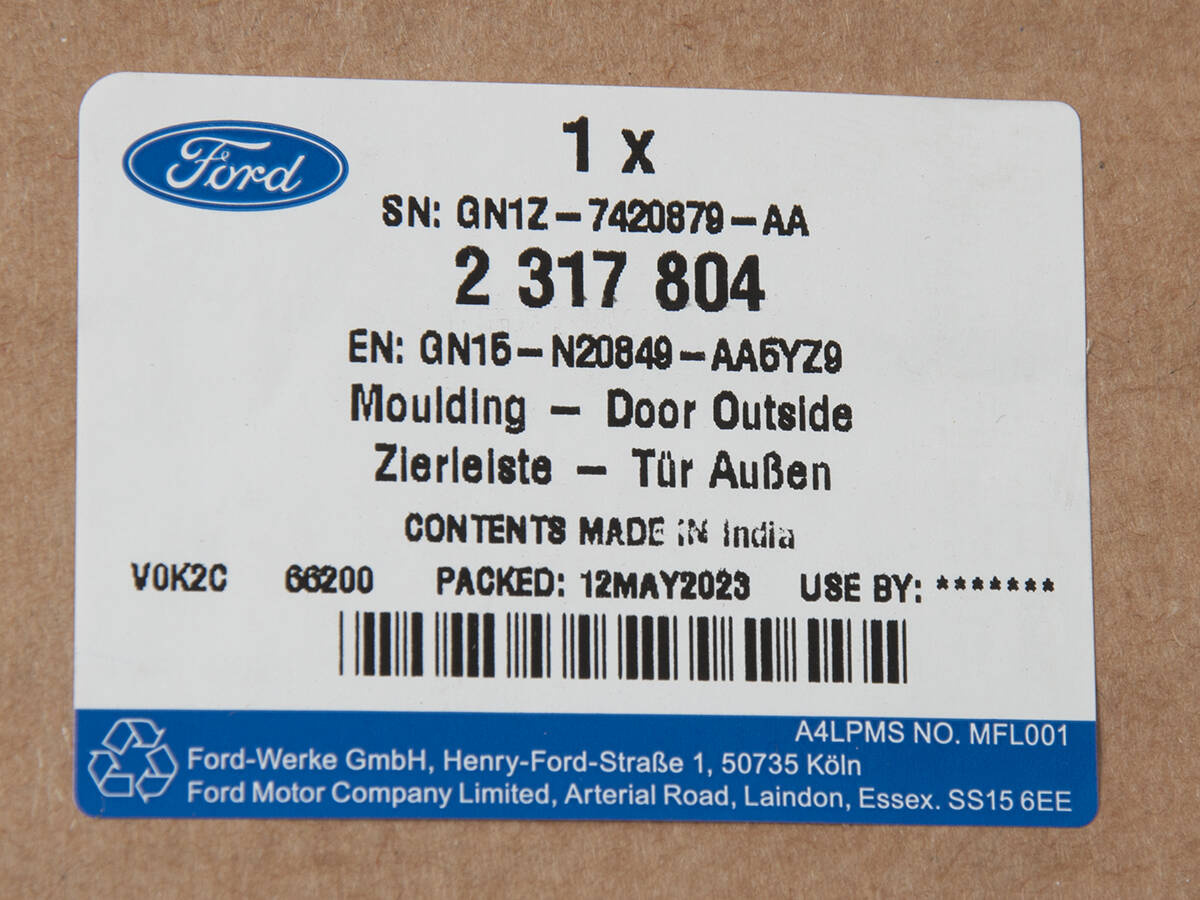 Ford
1 x
SN: GN1Z-7420879-AA
2 317 804
EN: GN15-N20849-AA5YZ9
Moulding - Door Outside
Zierleiste - Tür Außen
CONTENTS MADE IN India
V0K2C 66200 PACKED: 12MAY2023 USE BY: *******
A4LPMS NO. MFL001
Ford-Werke GmbH, Henry-Ford-Straße 1, 50735 Köln
Ford Motor Company Limited, Arterial Road, Laindon, Essex. SS15 6EE